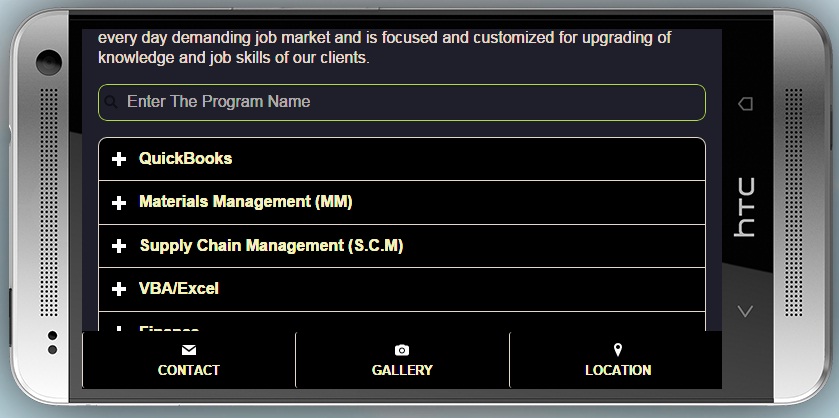 every day demanding job market and is focused and customized for upgrading of
knowledge and job skills of our clients.
Enter The Program Name
QuickBooks
Materials Management (MM)
Supply Chain Management (S.C.M)
VBA/Excel
Finance
CONTACT GALLERY LOCATION
hTC